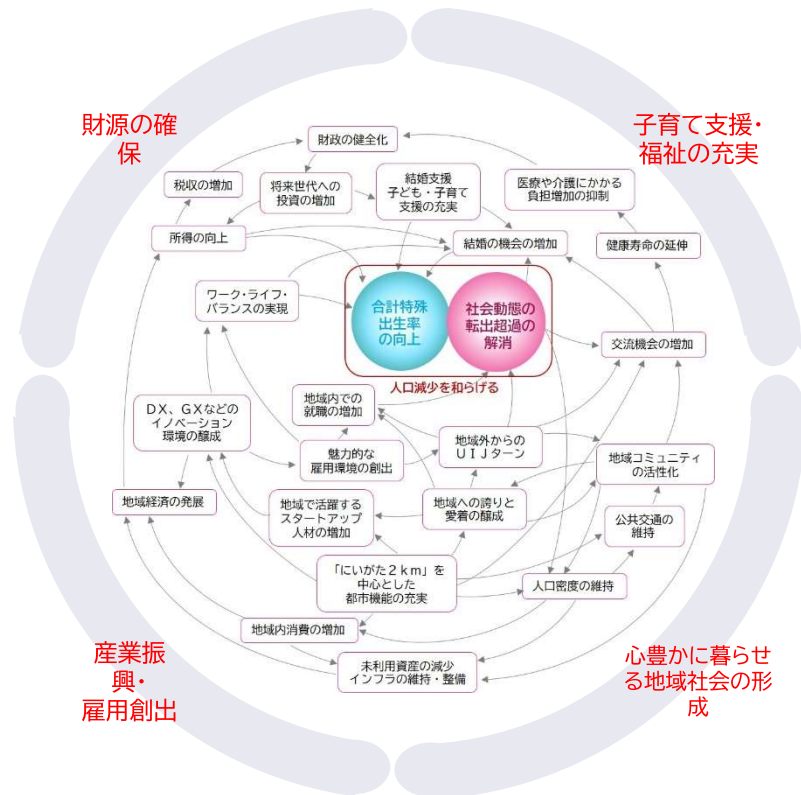 財源の確
保
子育て支援・
福祉の充実
財政の健全化
税収の増加
将来世代への
投資の増加
結婚支援
子ども・子育て
支援の充実
医療や介護にかかる
負担増加の抑制
所得の向上
結婚の機会の増加
健康寿命の延伸
ワーク・ライフ・
バランスの実現
合計特殊
出生率
の向上
社会動態の
転出超過の
解消
交流機会の増加
人口減少を和らげる
地域内での
就職の増加
DX、GXなどの
イノベーション
環境の醸成
魅力的な
雇用環境の創出
地域外からの
UIJターン
地域コミュニティ
の活性化
地域経済の発展
地域で活躍する
スタートアップ
人材の増加
地域への誇りと
愛着の醸成
公共交通の
維持
「にいがた2km」を
中心とした
都市機能の充実
人口密度の維持
地域内消費の増加
未利用資産の減少
インフラの維持・整備
産業振
興・
雇用創出
心豊かに暮らせ
る地域社会の形
成